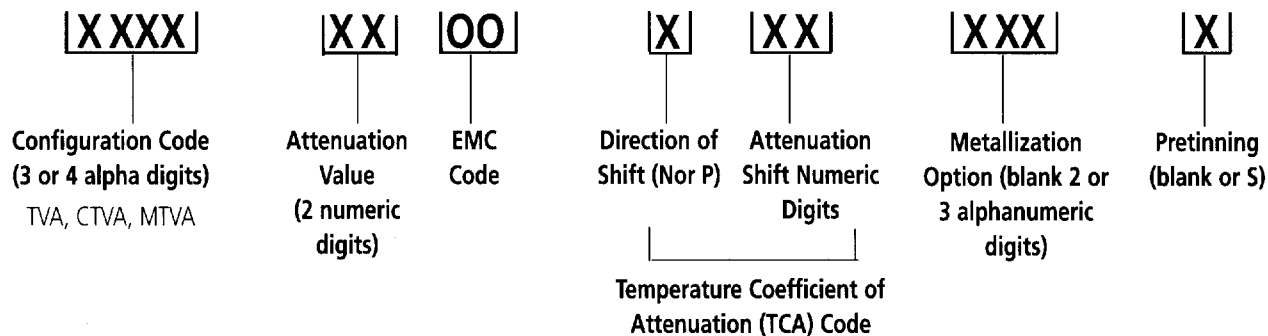 X XXX X X OO X X X X XX X
Configuration Code
(3 or 4 alpha digits)
TVA, CTVA, MTVA
Attenuation
Value
(2 numeric
digits)
EMC
Code
Direction of
Shift (Nor P)
Attenuation
Shift Numeric
Digits
Temperature Coefficient of
Attenuation (TCA) Code
Metallization
Option (blank 2 or
3 alphanumeric
digits)
Pretinning
(blank or S)